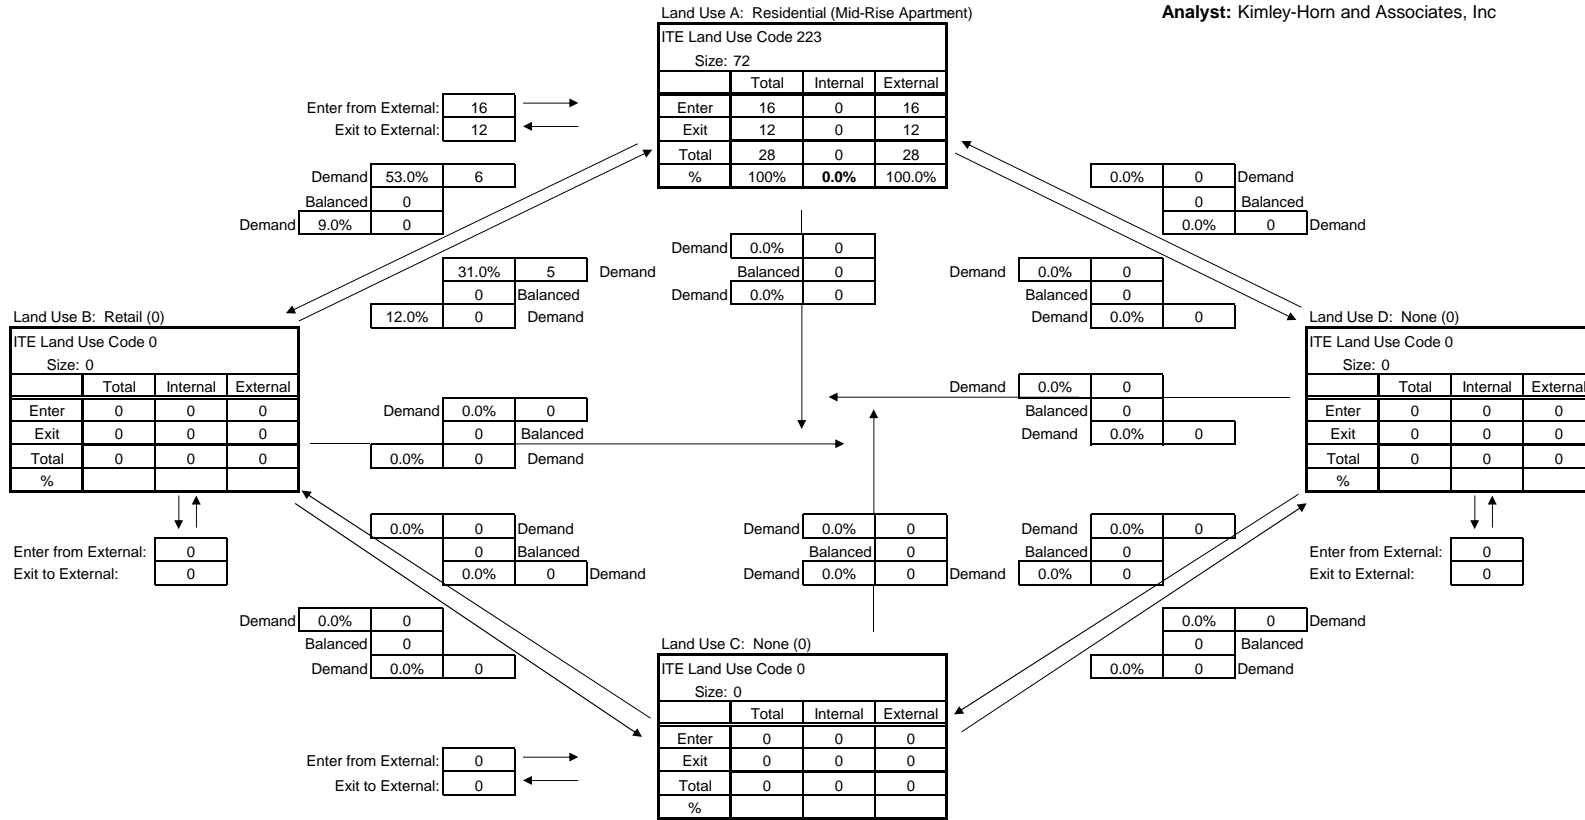 Land Use A: Residential (Mid-Rise Apartment)
Analyst: Kimley-Horn and Associates, Inc
ITE Land Use Code 223
Size: 72
Total Internal External
Enter 16 0 16
Exit 12 0 12
Total 28 0 28
% 100% 0.0% 100.0%
Enter from External: 16
Exit to External: 12
Demand 53.0% 6
Balanced 0
Demand 9.0% 0
0.0% 0 Demand
0 Balanced
0.0% 0 Demand
Demand 0.0% 0
Balanced 0
Demand 0.0% 0
31.0% 5 Demand
0 Balanced
12.0% 0 Demand
Demand 0.0% 0
Balanced 0
Demand 0.0% 0
Land Use B: Retail (0)
ITE Land Use Code 0
Size: 0
Total Internal External
Enter 0 0 0
Exit 0 0 0
Total 0 0 0
%
Land Use D: None (0)
ITE Land Use Code 0
Size: 0
Total Internal External
Enter 0 0 0
Exit 0 0 0
Total 0 0 0
%
Demand 0.0% 0
0 Balanced
0.0% 0 Demand
Demand 0.0% 0
Balanced 0
Demand 0.0% 0
Enter from External: 0
Exit to External: 0
0.0% 0 Demand
0 Balanced
0.0% 0 Demand
Demand 0.0% 0
Balanced 0
Demand 0.0% 0
Demand 0.0% 0
Balanced 0
Demand 0.0% 0
Enter from External: 0
Exit to External: 0
Demand 0.0% 0
Balanced 0
Demand 0.0% 0
0.0% 0 Demand
0 Balanced
0.0% 0 Demand
Land Use C: None (0)
ITE Land Use Code 0
Size: 0
Total Internal External
Enter 0 0 0
Exit 0 0 0
Total 0 0 0
%
Enter from External: 0
Exit to External: 0